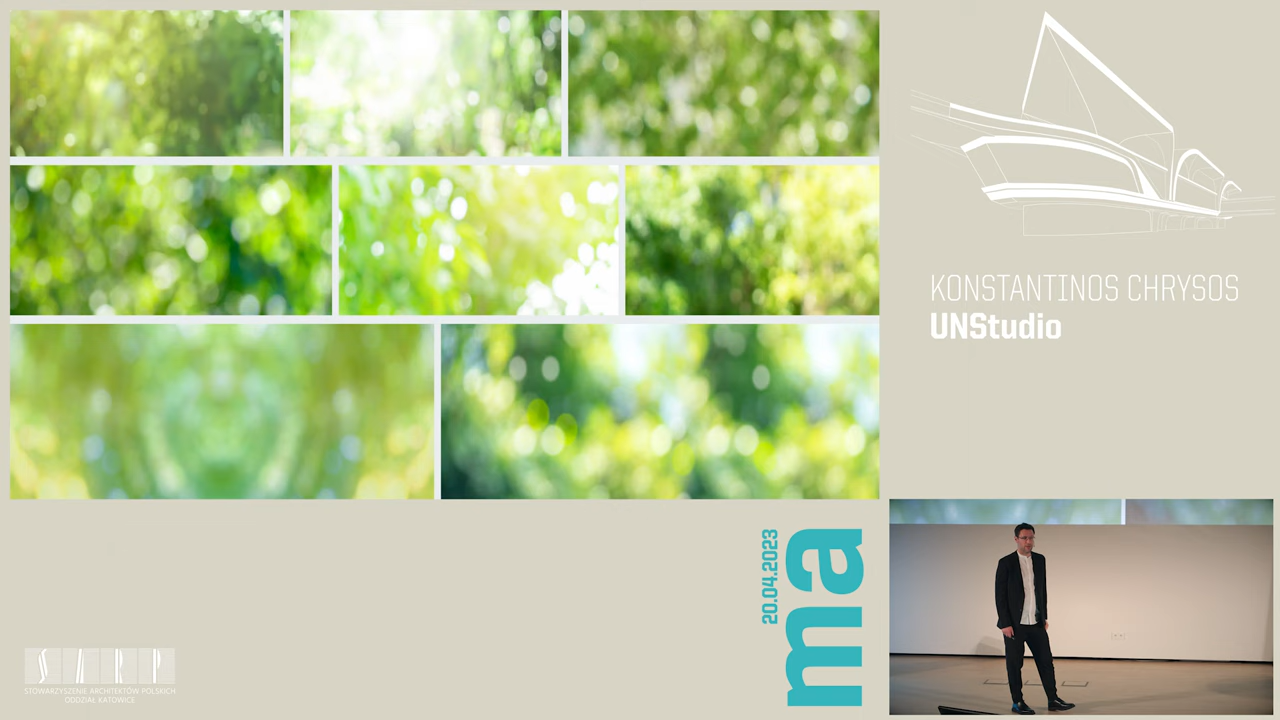 KONSTANTINOS CHRYSOS
UNStudio
20.04.2023
ma
SARP
STOWARZYSZENIE ARCHITEKTÓW POLSKICH
ODDZIAŁ KATOWICE